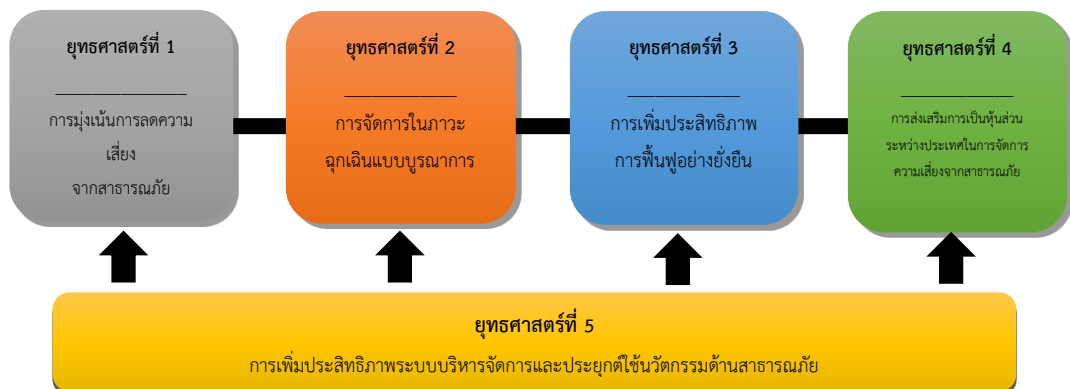 ยุทธศาสตร์ที่ 1
การมุ่งเน้นการลดความ
เสี่ยง
จากสาธารณภัย
ยุทธศาสตร์ที่ 2
การจัดการในภาวะ
ฉุกเฉินแบบบูรณาการ
ยุทธศาสตร์ที่ 3
การเพิ่มประสิทธิภาพ
การฟื้นฟูอย่างยั่งยืน
ยุทธศาสตร์ที่ 4
การส่งเสริมการเป็นหุ้นส่วน
ระหว่างประเทศในการจัดการ
ความเสี่ยงจากสาธารณภัย
ยุทธศาสตร์ที่ 5
การเพิ่มประสิทธิภาพระบบบริหารจัดการและประยุกต์ใช้นวัตกรรมด้านสาธารณภัย